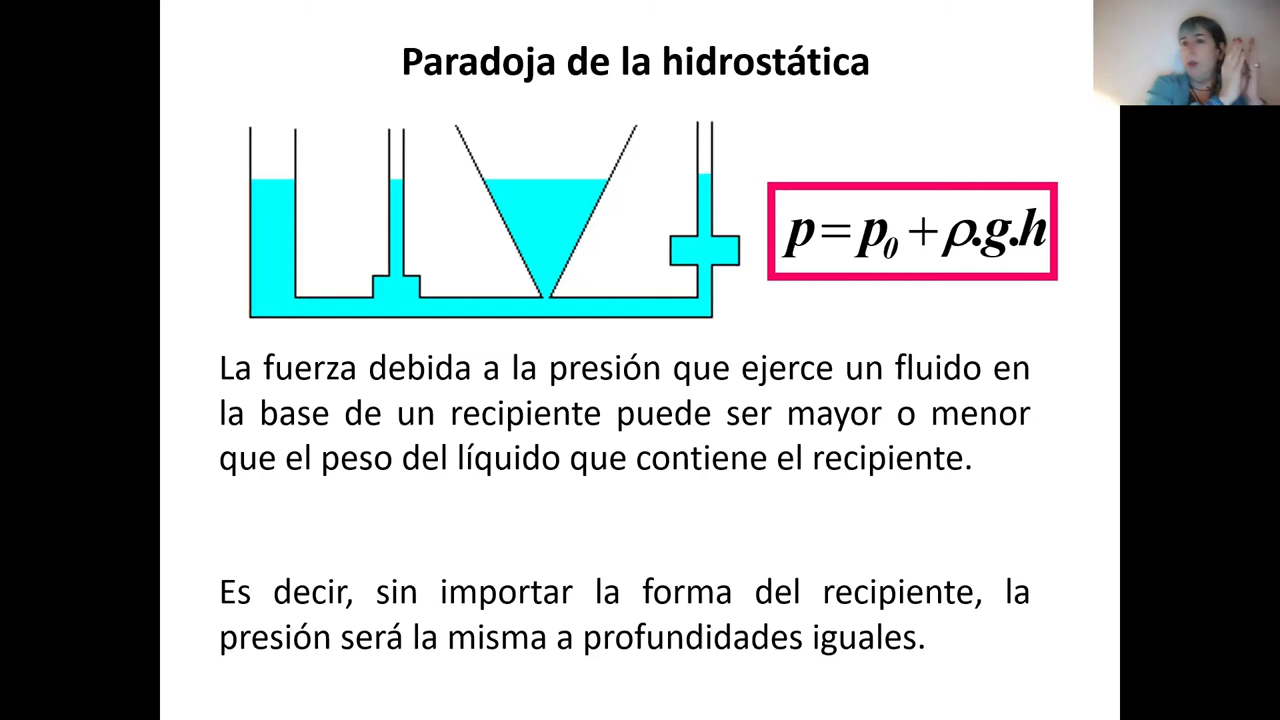 Paradoja de la hidrostática
p = p₀ + ρ.g.h
La fuerza debida a la presión que ejerce un fluido en
la base de un recipiente puede ser mayor o menor
que el peso del líquido que contiene el recipiente.
Es decir, sin importar la forma del recipiente, la
presión será la misma a profundidades iguales.